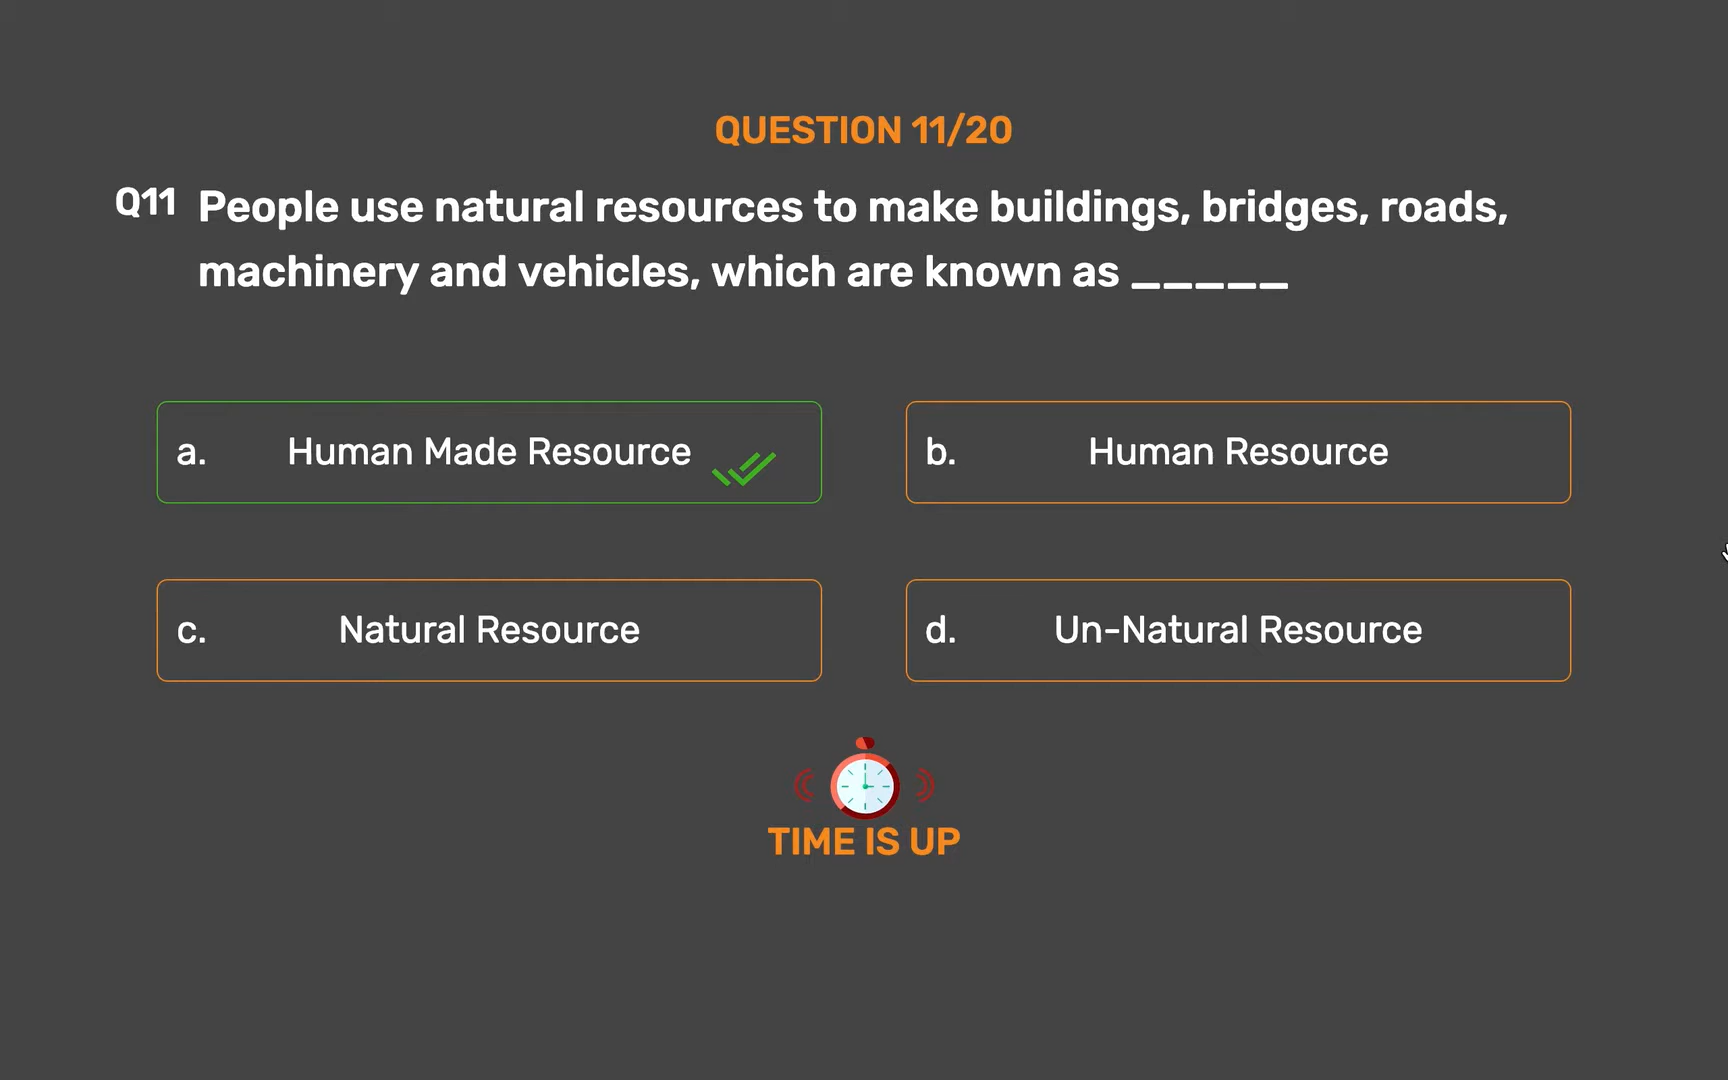 QUESTION 11/20
Q11 People use natural resources to make buildings, bridges, roads,
machinery and vehicles, which are known as _____
a. Human Made Resource
b. Human Resource
c. Natural Resource
d. Un-Natural Resource
TIME IS UP